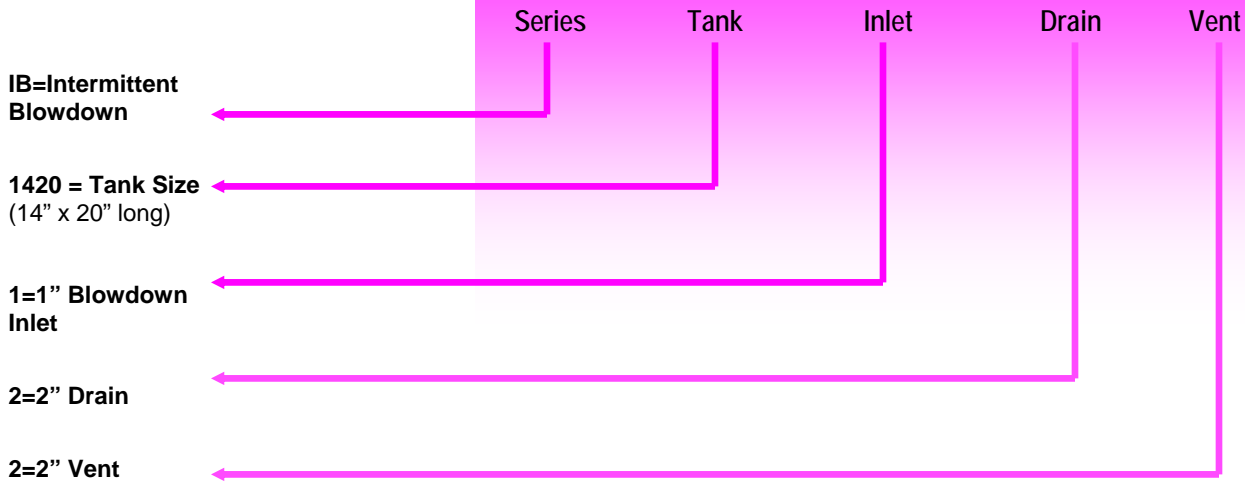 Series Tank Inlet Drain Vent
IB=Intermittent
Blowdown
1420 = Tank Size
(14” x 20” long)
1=1” Blowdown
Inlet
2=2” Drain
2=2” Vent